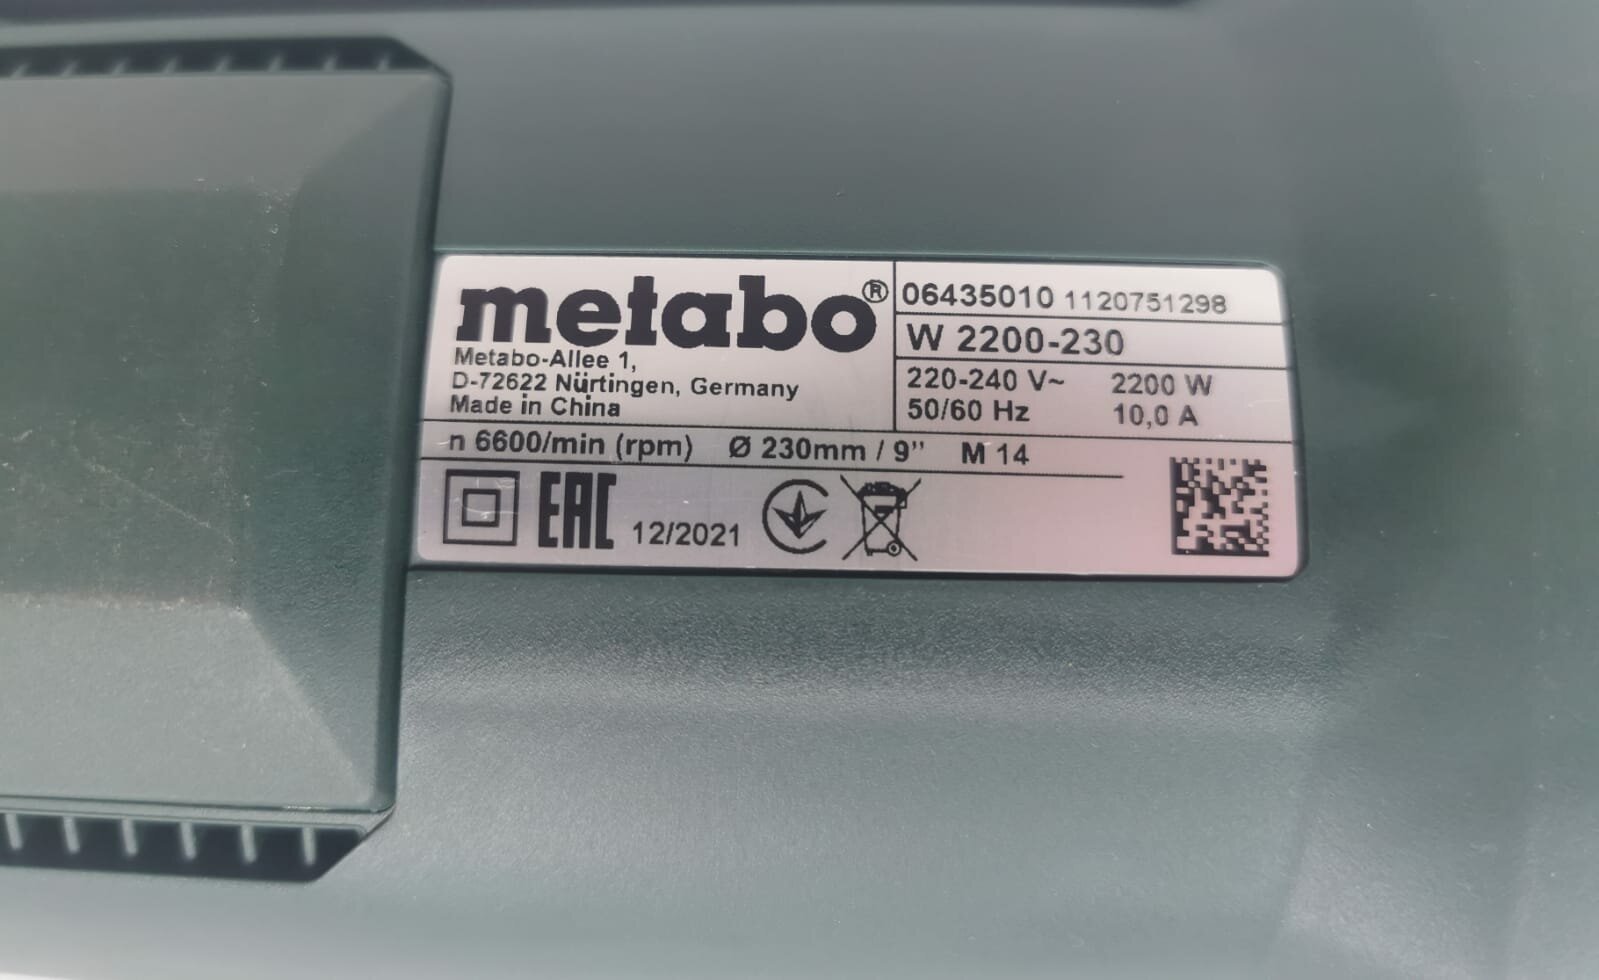 metabo®
Metabo-Allee 1,
D-72622 Nürtingen, Germany
Made in China
06435010 1120751298
W 2200-230
220-240 V~ 2200 W
50/60 Hz 10,0 A
n 6600/min (rpm) Ø 230mm / 9’’ M 14
EAC 12/2021